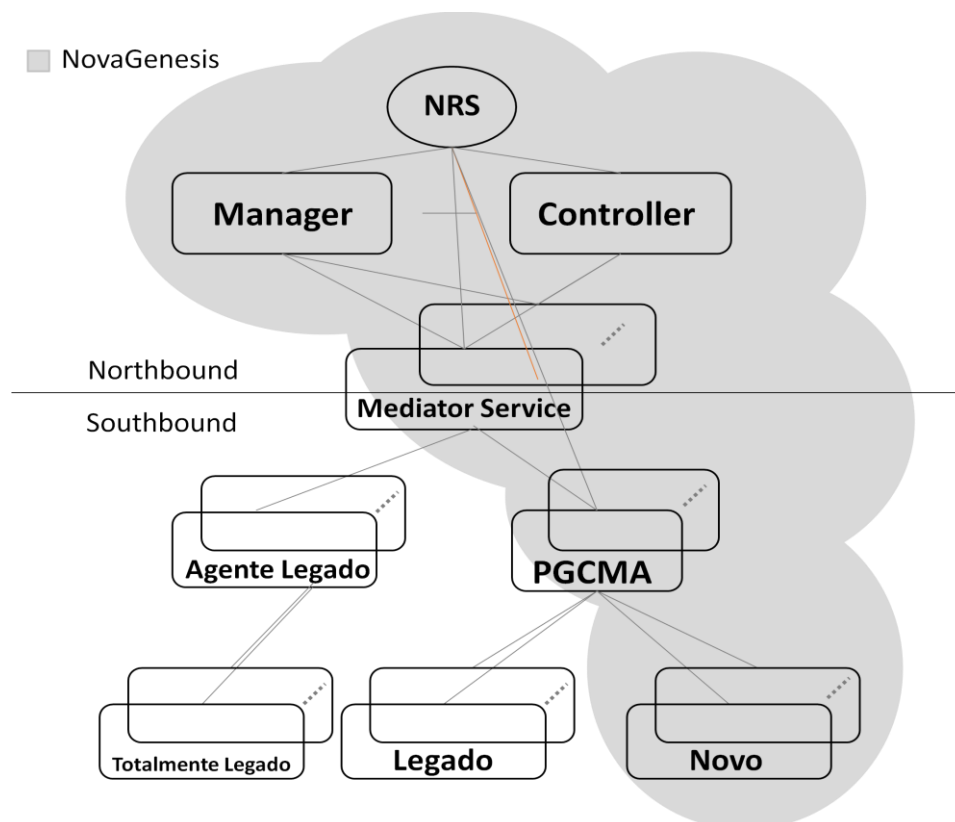 NovaGenesis
NRS
Manager
Controller
Northbound
Mediator Service
Southbound
Agente Legado
PGCMA
Totalmente Legado
Legado
Novo